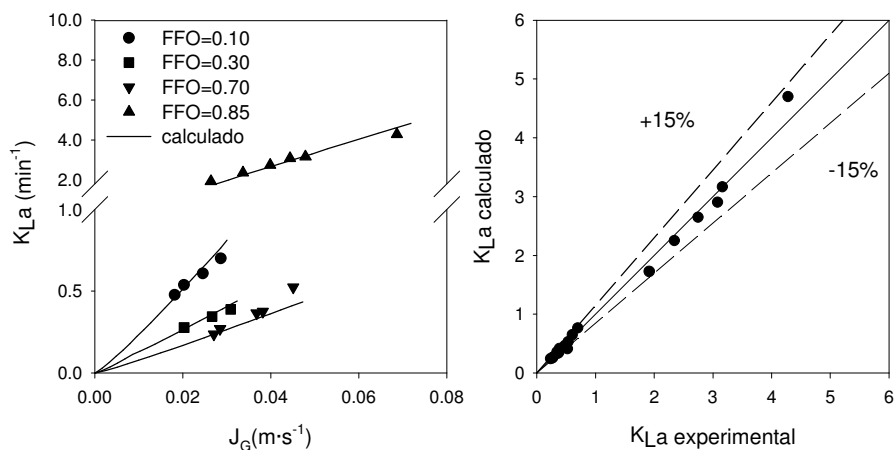 10.0
8.0
6.0
4.0
2.0
1.0
0.5
0.0
KLa (min-1)
FFO=0.10
FFO=0.30
FFO=0.70
FFO=0.85
calculado
0.00 0.02 0.04 0.06 0.08
JG(m·s-1)
6
5
4
3
2
1
0
KLa calculado
+15%
-15%
1 2 3 4 5 6
KLa experimental